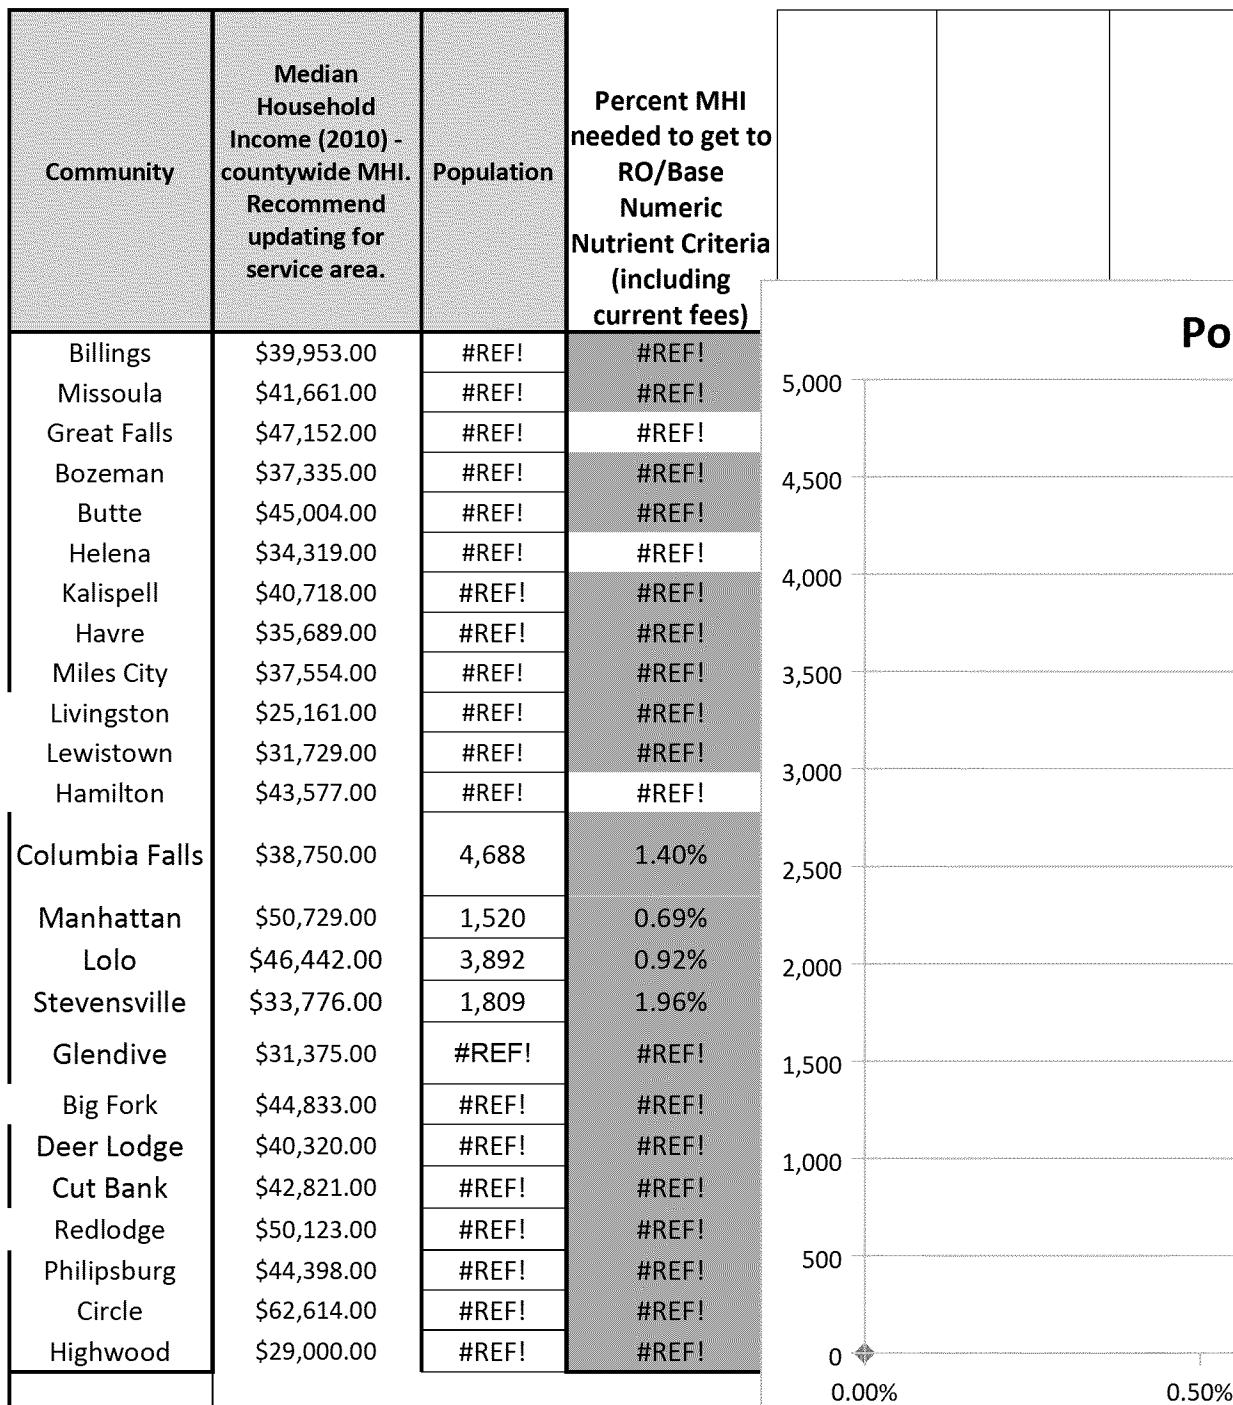 Community
Median
Household
Income (2010) -
countywide MHI.
Recommend
updating for
service area.
Population
Percent MHI
needed to get to
RO/Base
Numeric
Nutrient Criteria
(including
current fees)
Billings $39,953.00 #REF! #REF!
Missoula $41,661.00 #REF! #REF!
Great Falls $47,152.00 #REF! #REF!
Bozeman $37,335.00 #REF! #REF!
Butte $45,004.00 #REF! #REF!
Helena $34,319.00 #REF! #REF!
Kalispell $40,718.00 #REF! #REF!
Havre $35,689.00 #REF! #REF!
Miles City $37,554.00 #REF! #REF!
Livingston $25,161.00 #REF! #REF!
Lewistown $31,729.00 #REF! #REF!
Hamilton $43,577.00 #REF! #REF!
Columbia Falls $38,750.00 4,688 1.40%
Manhattan $50,729.00 1,520 0.69%
Lolo $46,442.00 3,892 0.92%
Stevensville $33,776.00 1,809 1.96%
Glendive $31,375.00 #REF! #REF!
Big Fork $44,833.00 #REF! #REF!
Deer Lodge $40,320.00 #REF! #REF!
Cut Bank $42,821.00 #REF! #REF!
Redlodge $50,123.00 #REF! #REF!
Philipsburg $44,398.00 #REF! #REF!
Circle $62,614.00 #REF! #REF!
Highwood $29,000.00 #REF! #REF!
Po
5,000
4,500
4,000
3,500
3,000
2,500
2,000
1,500
1,000
500
0
0.00% 0.50%